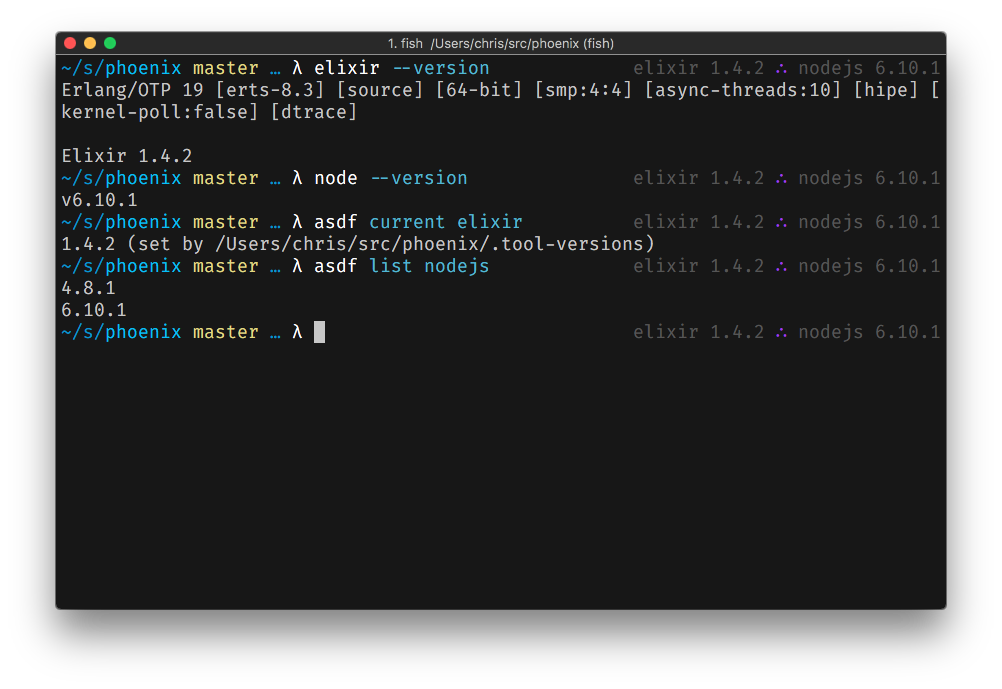 1. fish /Users/chris/src/phoenix (fish)
~/s/phoenix master … λ elixir --version elixir 1.4.2 ∴ nodejs 6.10.1
Erlang/OTP 19 [erts-8.3] [source] [64-bit] [smp:4:4] [async-threads:10] [hipe] [
kernel-poll:false] [dtrace]
Elixir 1.4.2
~/s/phoenix master … λ node --version elixir 1.4.2 ∴ nodejs 6.10.1
v6.10.1
~/s/phoenix master … λ asdf current elixir elixir 1.4.2 ∴ nodejs 6.10.1
1.4.2 (set by /Users/chris/src/phoenix/.tool-versions)
~/s/phoenix master … λ asdf list nodejs elixir 1.4.2 ∴ nodejs 6.10.1
4.8.1
6.10.1
~/s/phoenix master … λ elixir 1.4.2 ∴ nodejs 6.10.1